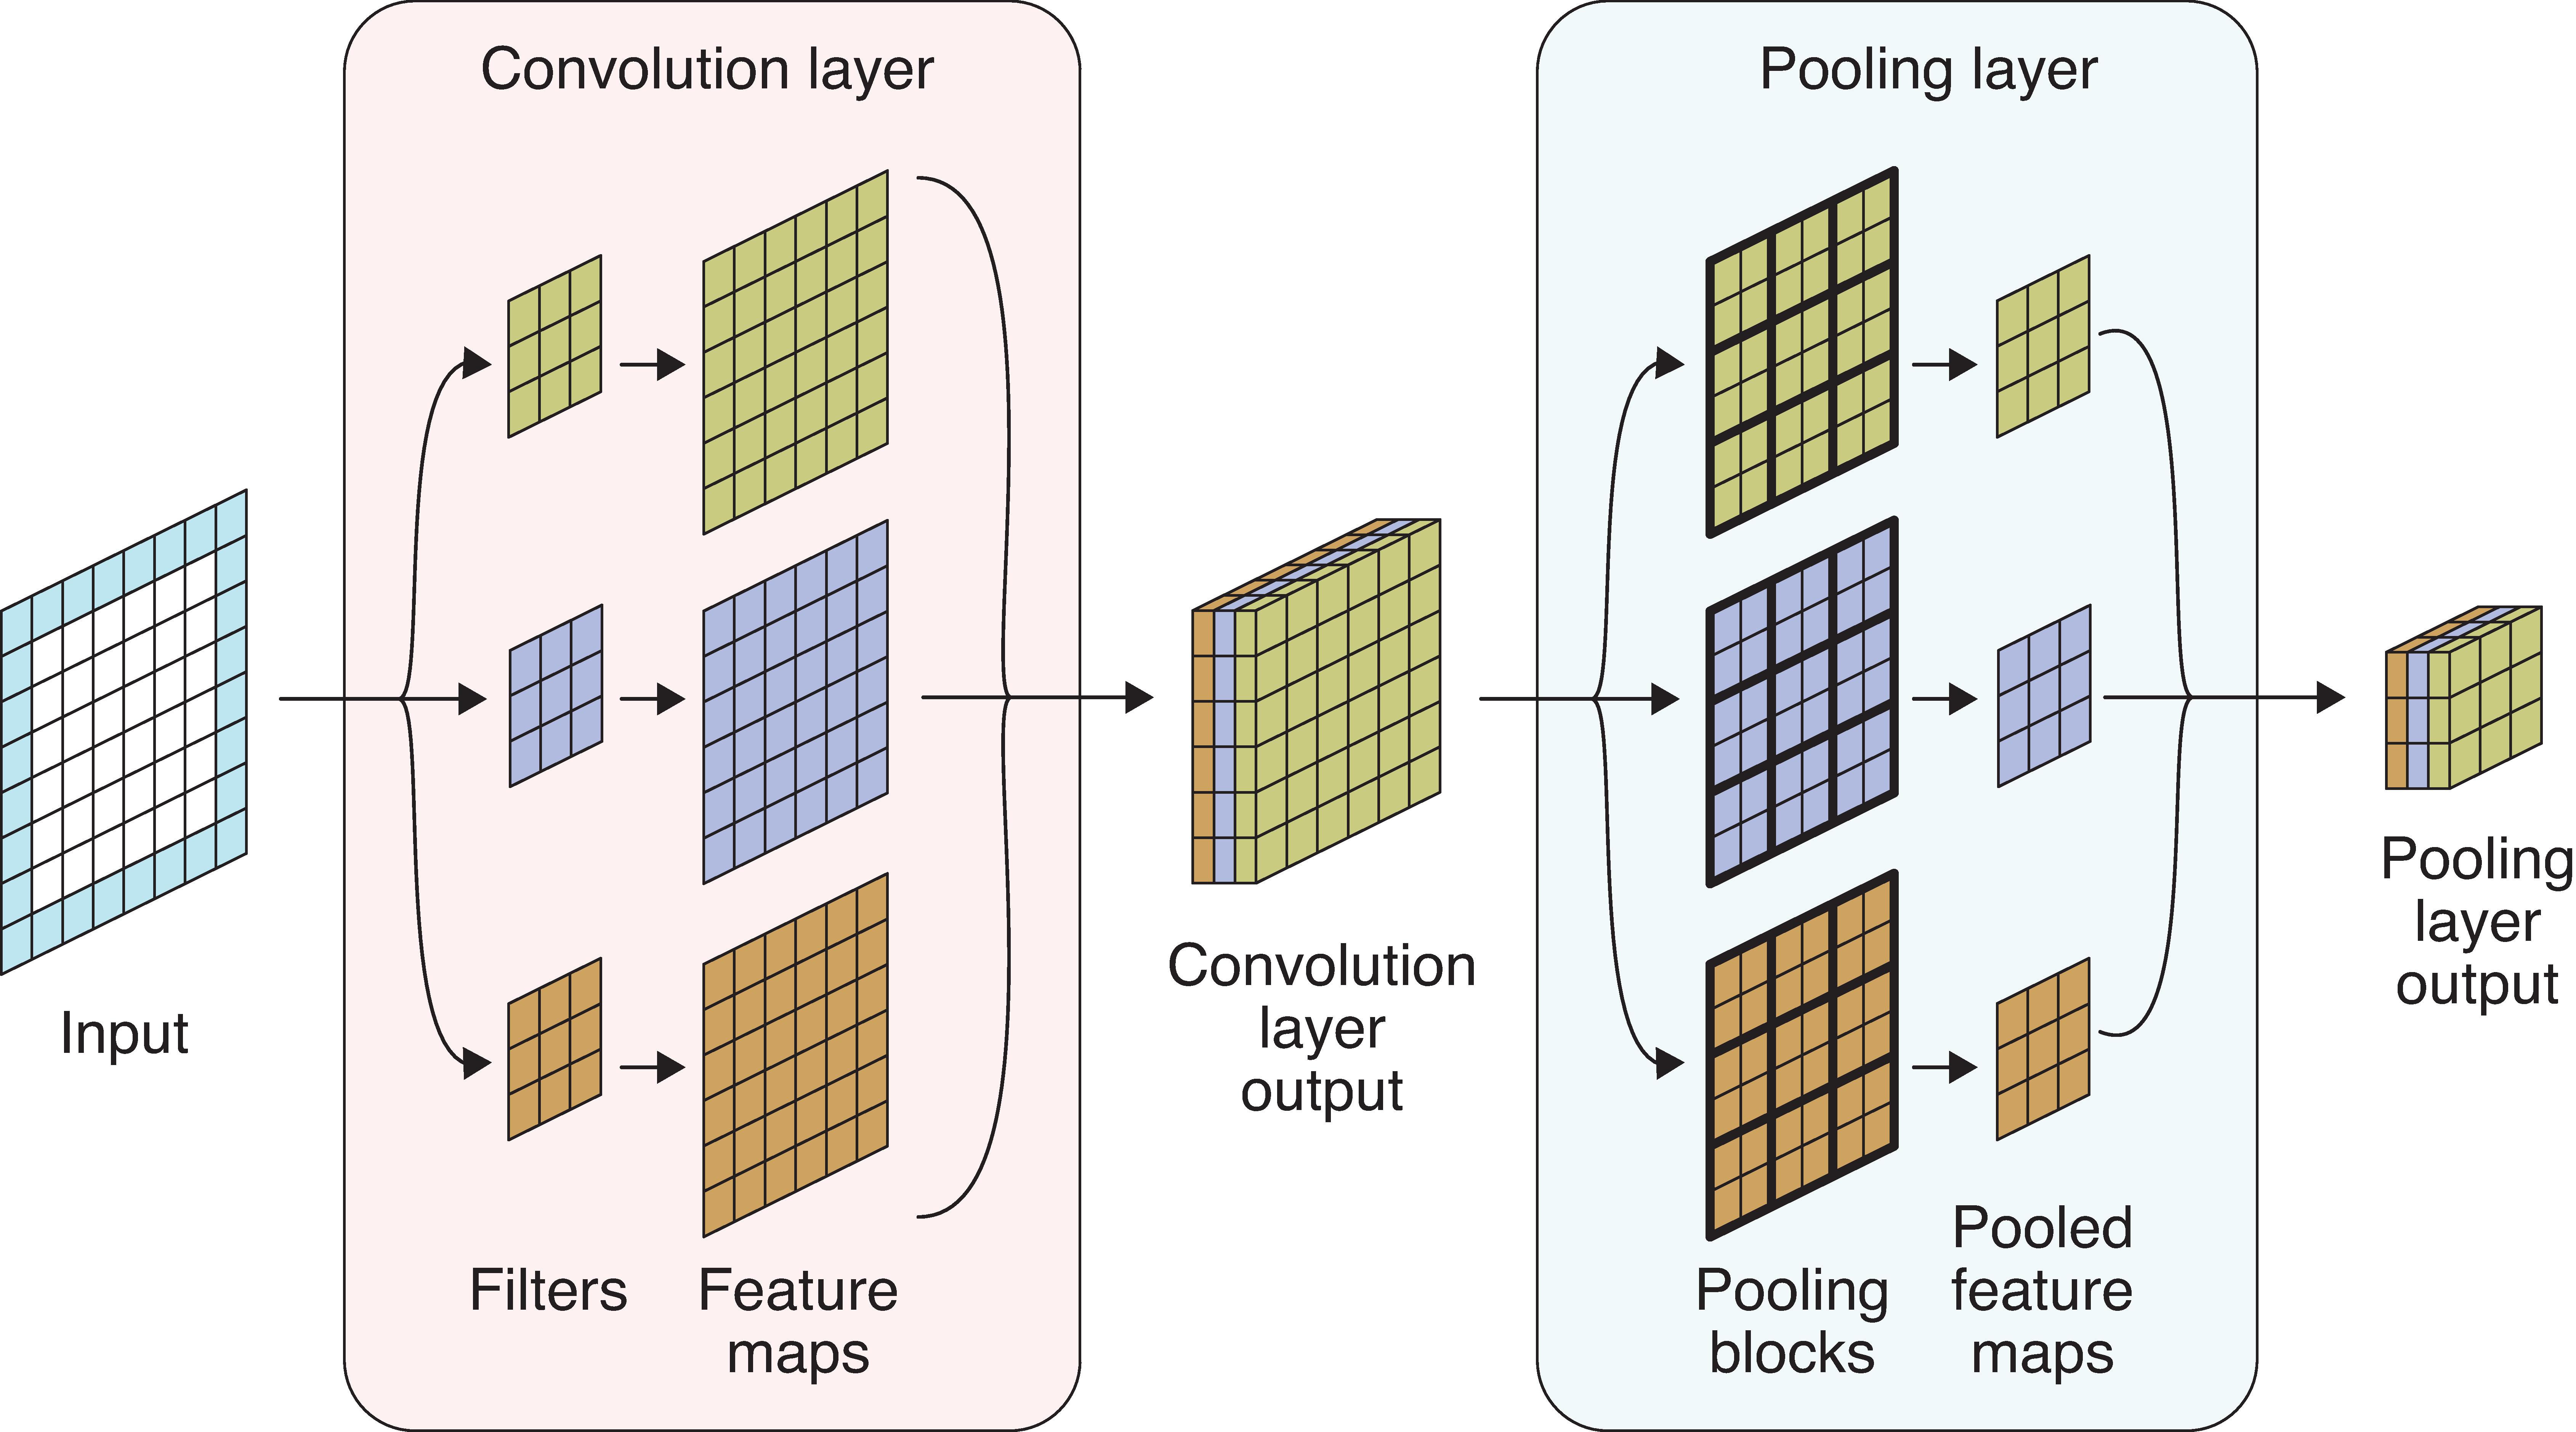 Convolution layer
Pooling layer
Input
Filters
Feature
maps
Convolution
layer
output
Pooling
blocks
Pooled
feature
maps
Pooling
layer
output